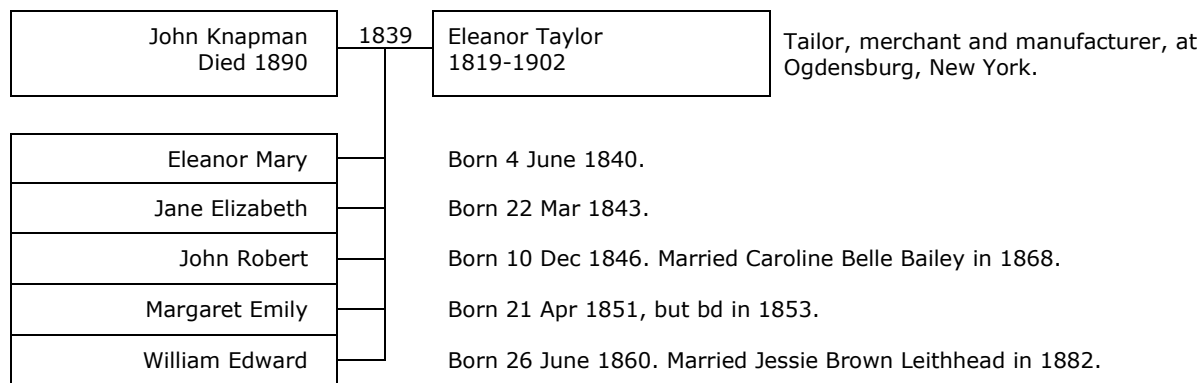 John Knapman
Died 1890
1839
Eleanor Taylor
1819-1902
Tailor, merchant and manufacturer, at
Ogdensburg, New York.
Eleanor Mary
Born 4 June 1840.
Jane Elizabeth
Born 22 Mar 1843.
John Robert
Born 10 Dec 1846. Married Caroline Belle Bailey in 1868.
Margaret Emily
Born 21 Apr 1851, but bd in 1853.
William Edward
Born 26 June 1860. Married Jessie Brown Leithhead in 1882.